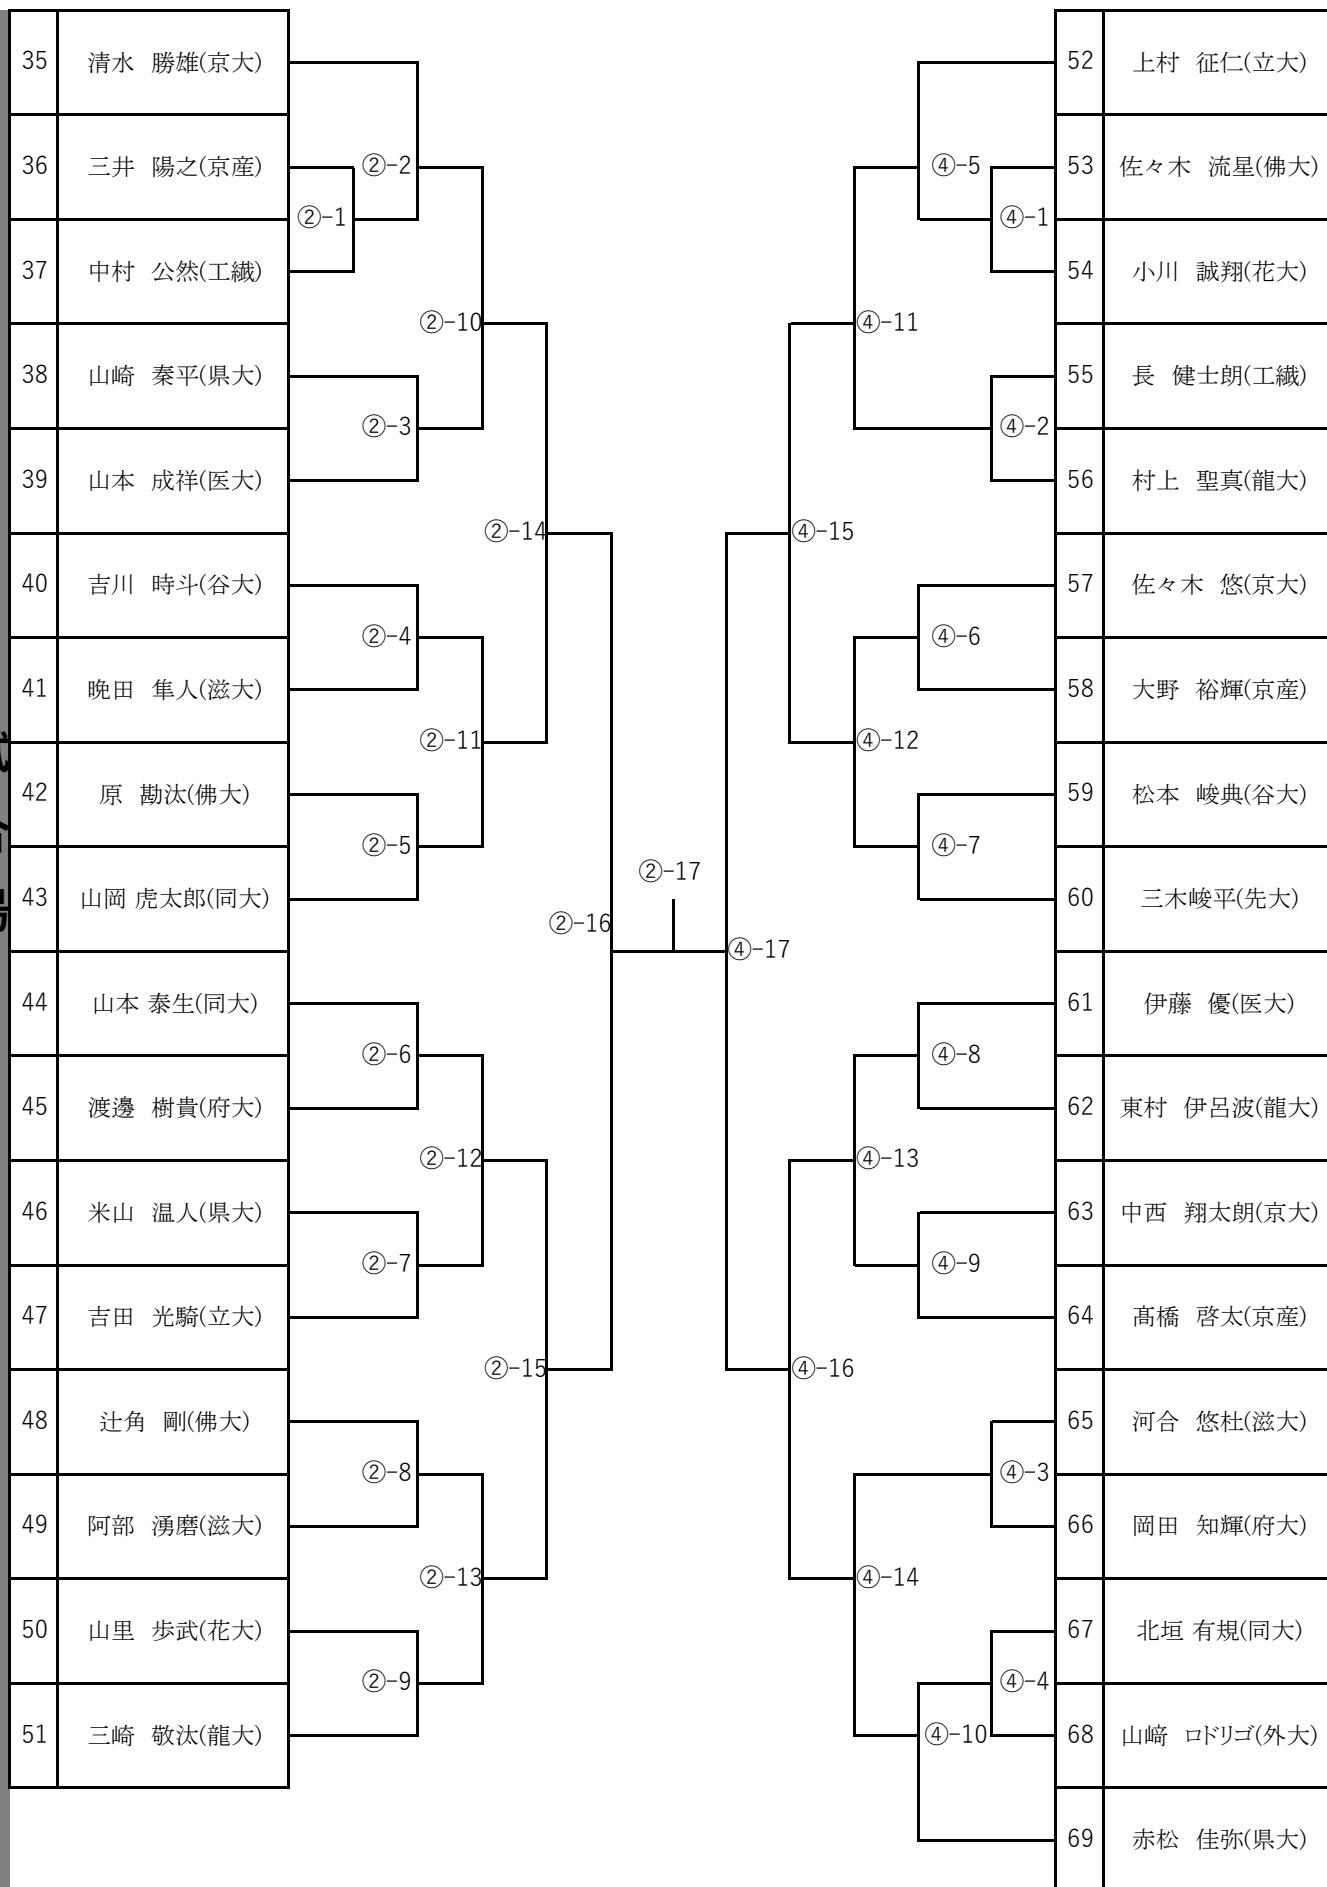 35 清水 勝雄(京大)
36 三井 陽之(京産)
37 中村 公然(工繊)
38 山崎 秦平(県大)
39 山本 成祥(医大)
40 吉川 時斗(谷大)
41 晩田 隼人(滋大)
42 原 勘汰(佛大)
43 山岡 虎太郎(同大)
44 山本 泰生(同大)
45 渡邊 樹貴(府大)
46 米山 温人(県大)
47 吉田 光騎(立大)
48 辻角 剛(佛大)
49 阿部 湧磨(滋大)
50 山里 歩武(花大)
51 三崎 敬汰(龍大)
②-1
②-2
②-3
②-4
②-5
②-6
②-7
②-8
②-9
②-10
②-11
②-12
②-13
②-14
②-15
②-16
②-17
④-17
④-15
④-16
④-11
④-12
④-13
④-14
④-5
④-6
④-7
④-8
④-9
④-10
④-1
④-2
④-3
④-4
52 上村 征仁(立大)
53 佐々木 流星(佛大)
54 小川 誠翔(花大)
55 長 健士朗(工繊)
56 村上 聖真(龍大)
57 佐々木 悠(京大)
58 大野 裕輝(京産)
59 松本 峻典(谷大)
60 三木峻平(先大)
61 伊藤 優(医大)
62 東村 伊呂波(龍大)
63 中西 翔太朗(京大)
64 髙橋 啓太(京産)
65 河合 悠杜(滋大)
66 岡田 知輝(府大)
67 北垣 有規(同大)
68 山﨑 ロドリゴ(外大)
69 赤松 佳弥(県大)